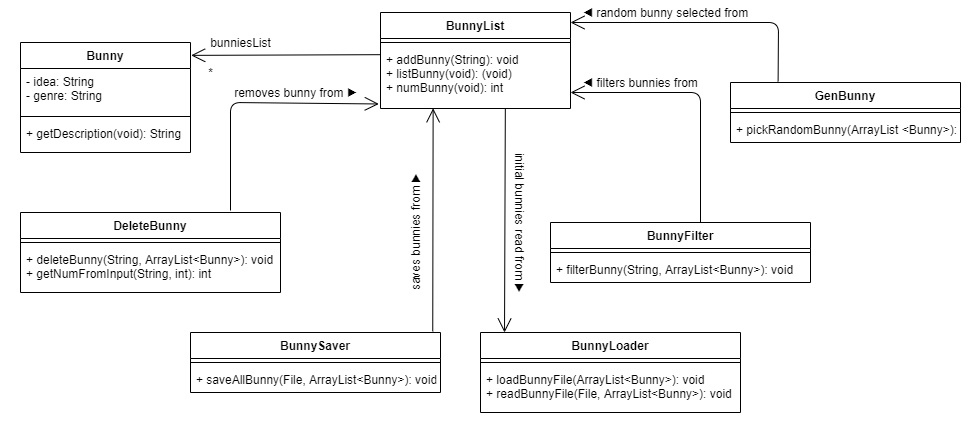 BunnyList
+ addBunny(String): void
+ listBunny(void): (void)
+ numBunny(void): int
◀ random bunny selected from
Bunny
- idea: String
- genre: String
+ getDescription(void): String
bunniesList
*
removes bunny from ▶
◀ filters bunnies from
GenBunny
+ pickRandomBunny(ArrayList <Bunny>):
saves bunnies from ▶
initial bunnies read from ▶
DeleteBunny
+ deleteBunny(String, ArrayList<Bunny>): void
+ getNumFromInput(String, int): int
BunnyFilter
+ filterBunny(String, ArrayList<Bunny>): void
BunnySaver
+ saveAllBunny(File, ArrayList<Bunny>): void
BunnyLoader
+ loadBunnyFile(ArrayList<Bunny>): void
+ readBunnyFile(File, ArrayList<Bunny>): void